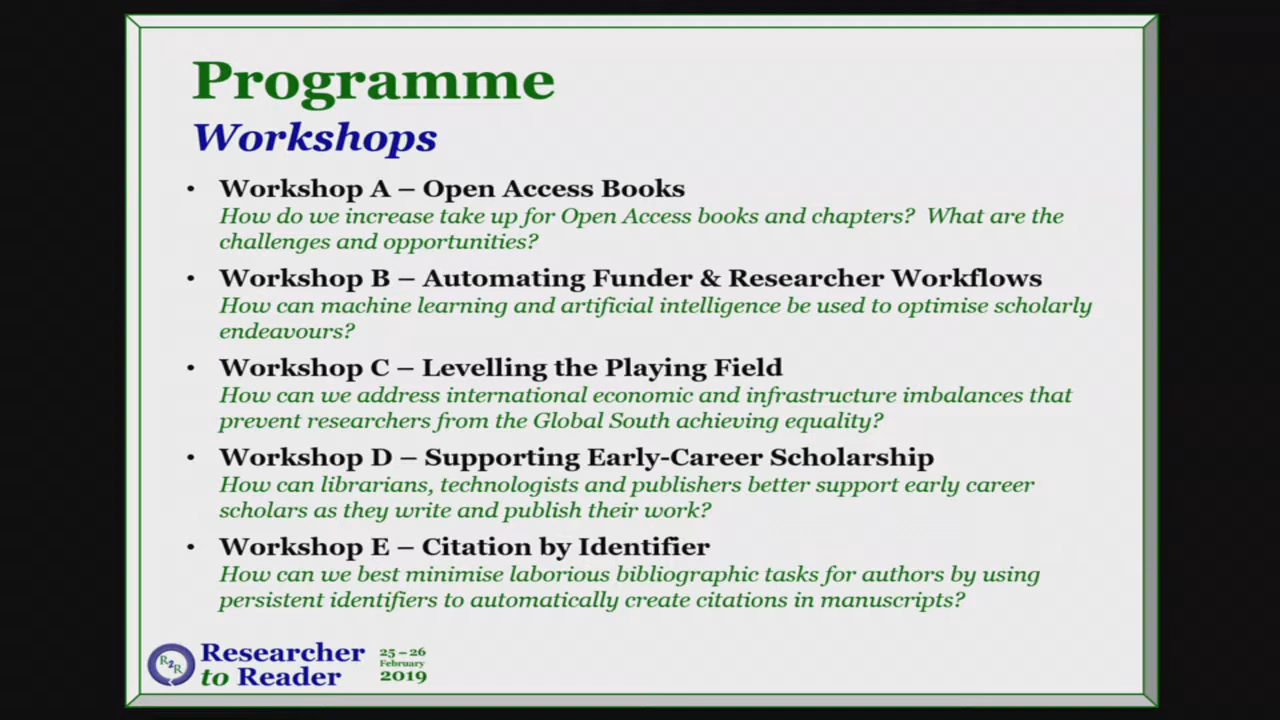 Programme
Workshops
• Workshop A – Open Access Books
How do we increase take up for Open Access books and chapters?  What are the
challenges and opportunities?
• Workshop B – Automating Funder & Researcher Workflows
How can machine learning and artificial intelligence be used to optimise scholarly
endeavours?
• Workshop C – Levelling the Playing Field
How can we address international economic and infrastructure imbalances that
prevent researchers from the Global South achieving equality?
• Workshop D – Supporting Early-Career Scholarship
How can librarians, technologists and publishers better support early career
scholars as they write and publish their work?
• Workshop E – Citation by Identifier
How can we best minimise laborious bibliographic tasks for authors by using
persistent identifiers to automatically create citations in manuscripts?
R2R
Researcher
to Reader
25 – 26
February
2019